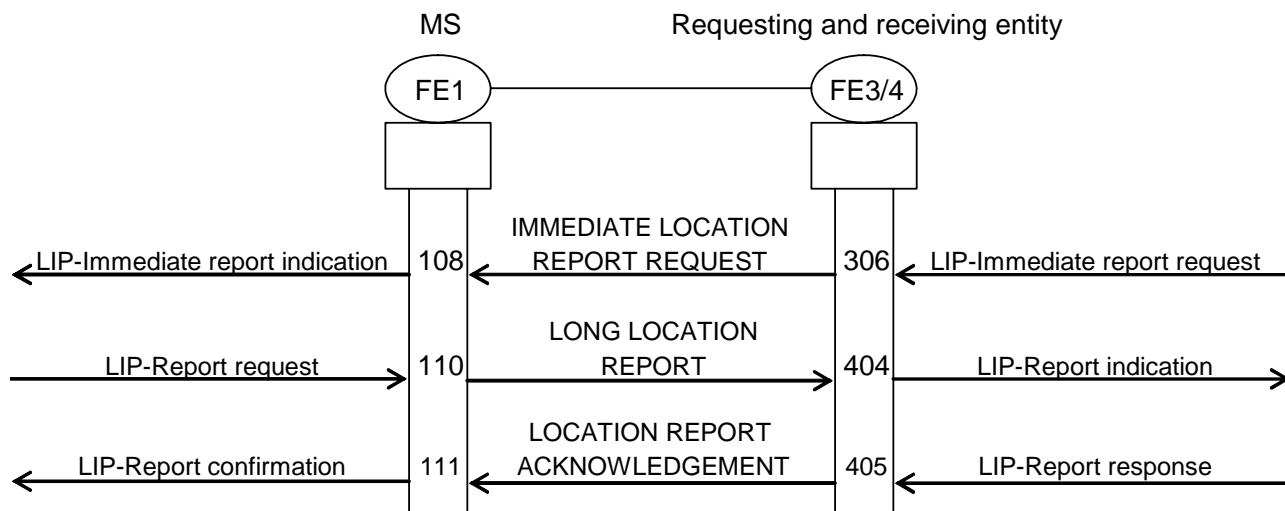 MS Requesting and receiving entity
FE1 FE3/4
IMMEDIATE LOCATION
LIP-Immediate report indication 108 REPORT REQUEST 306 LIP-Immediate report request
LONG LOCATION
LIP-Report request 110 REPORT 404 LIP-Report indication
LOCATION REPORT
LIP-Report confirmation 111 ACKNOWLEDGEMENT 405 LIP-Report response